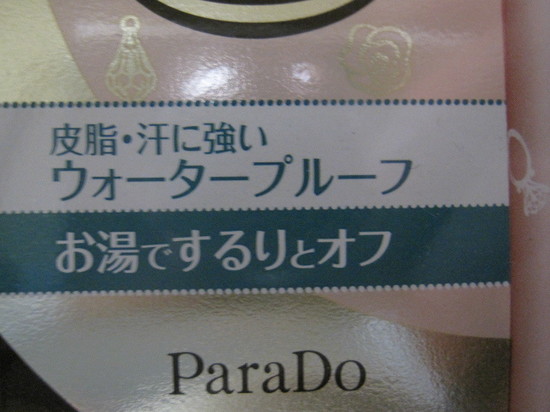 皮脂・汗に強い
ウォータープルーフ
お湯でするりとオフ
ParaDo